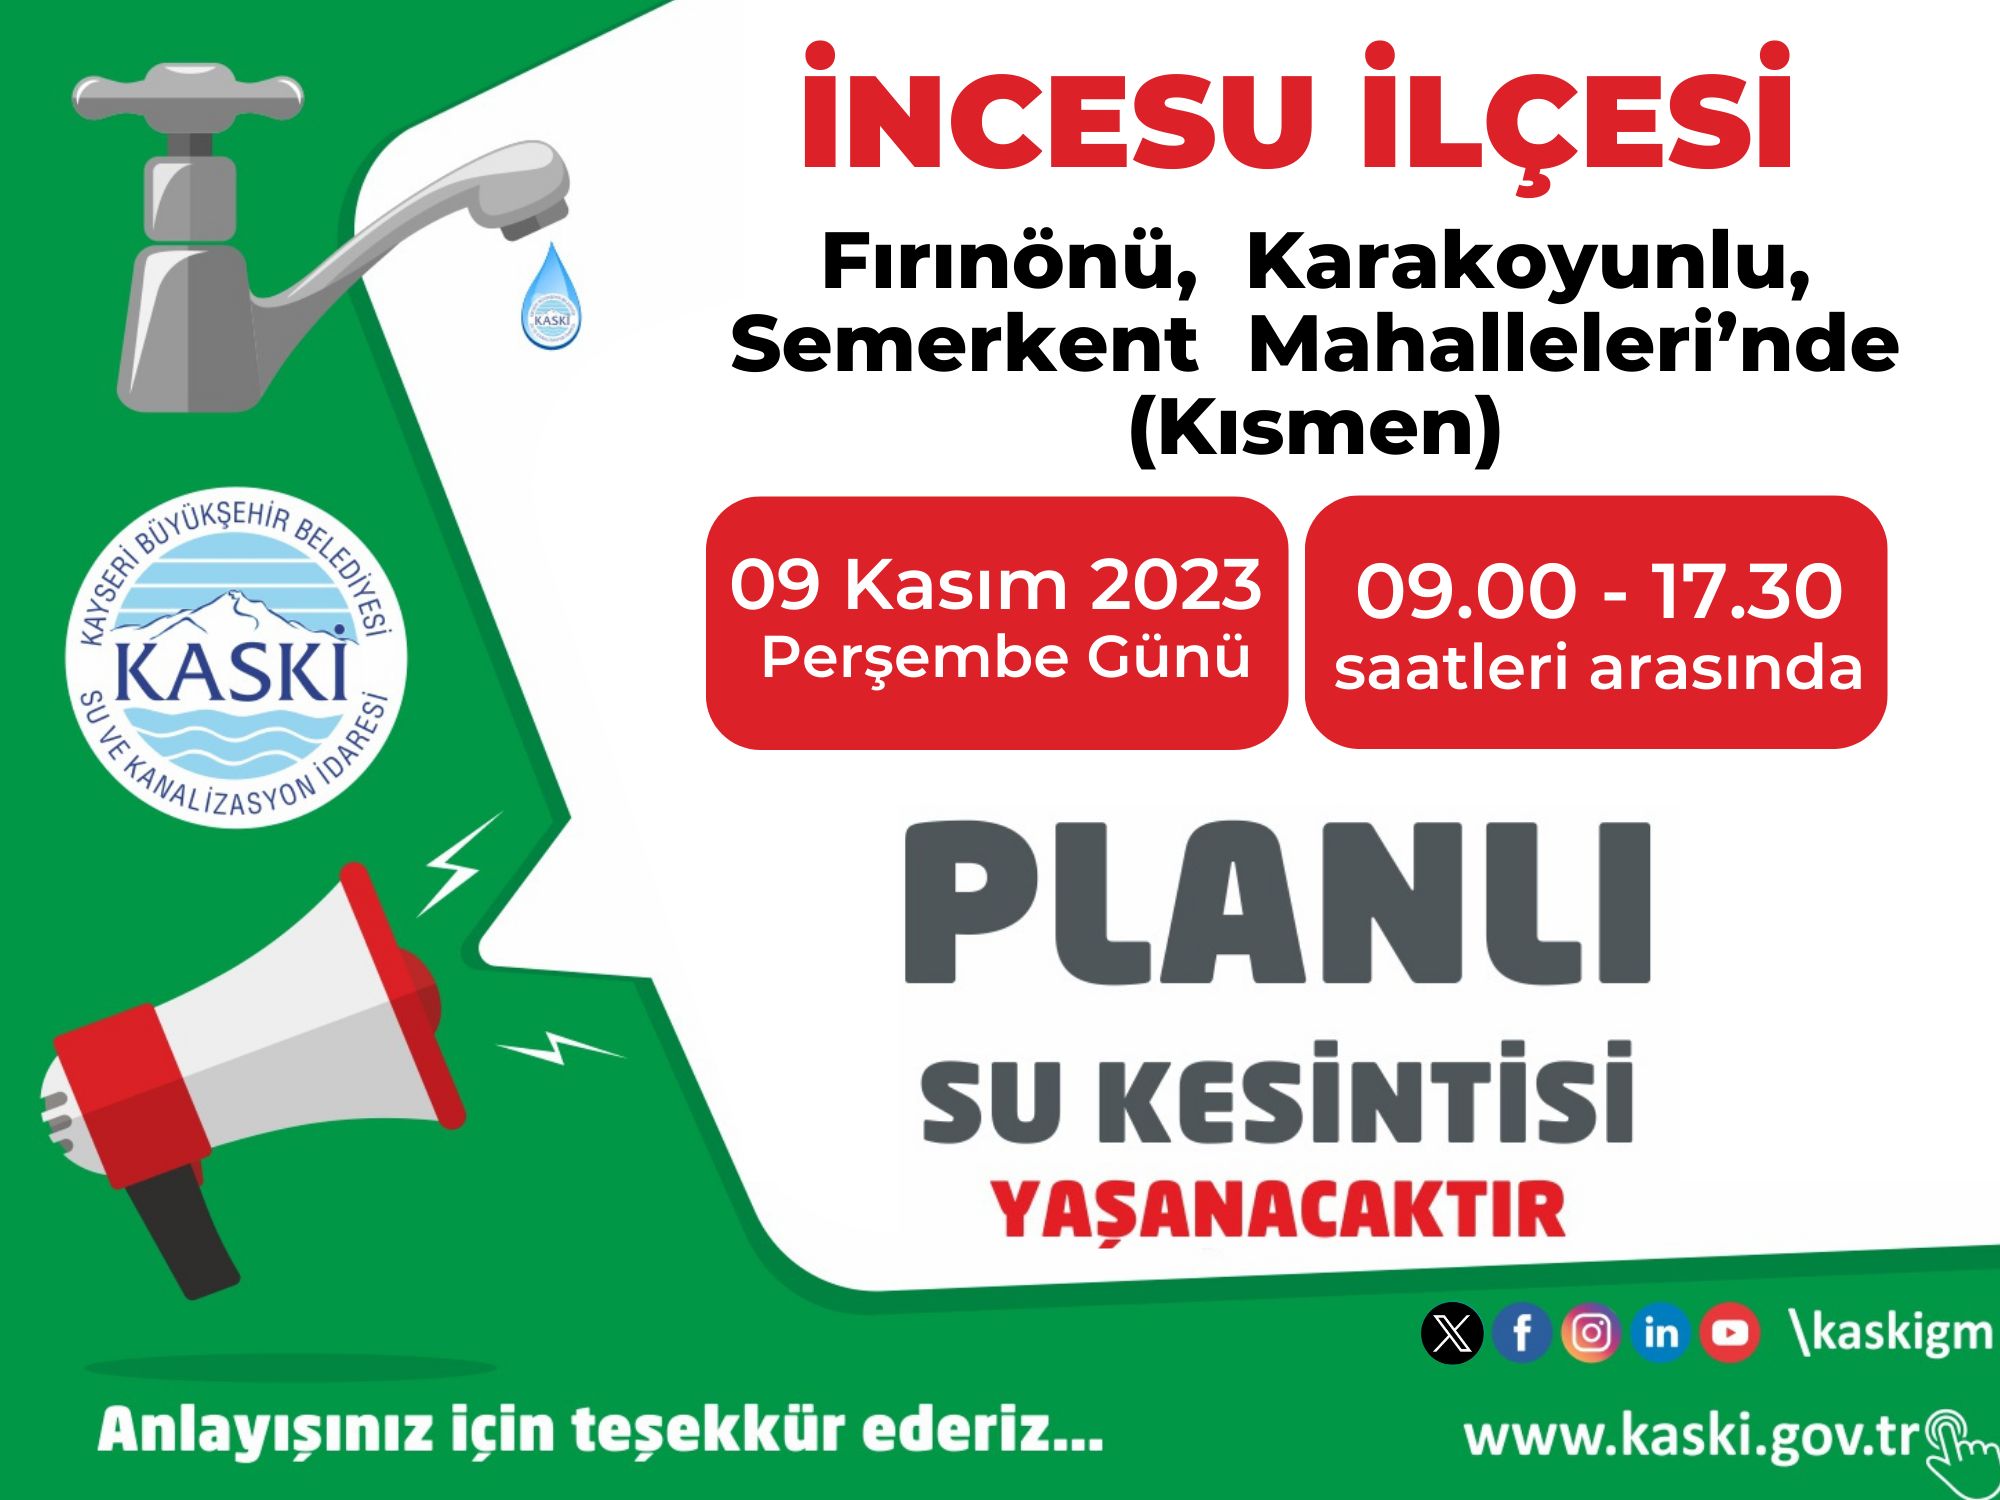 İNCESU İLÇESİ
Fırınönü, Karakoyunlu,
Semerkent Mahalleleri’nde
(Kısmen)
09 Kasım 2023
Perşembe Günü
09.00 - 17.30
saatleri arasında
PLANLI
SU KESİNTİSİ
YAŞANACAKTIR
KASKİ
KAYSERİ BÜYÜKŞEHİR BELEDİYESİ
KASKİ
SU VE KANALİZASYON İDARESİ
\kaskigm
Anlayışınız için teşekkür ederiz...
www.kaski.gov.tr